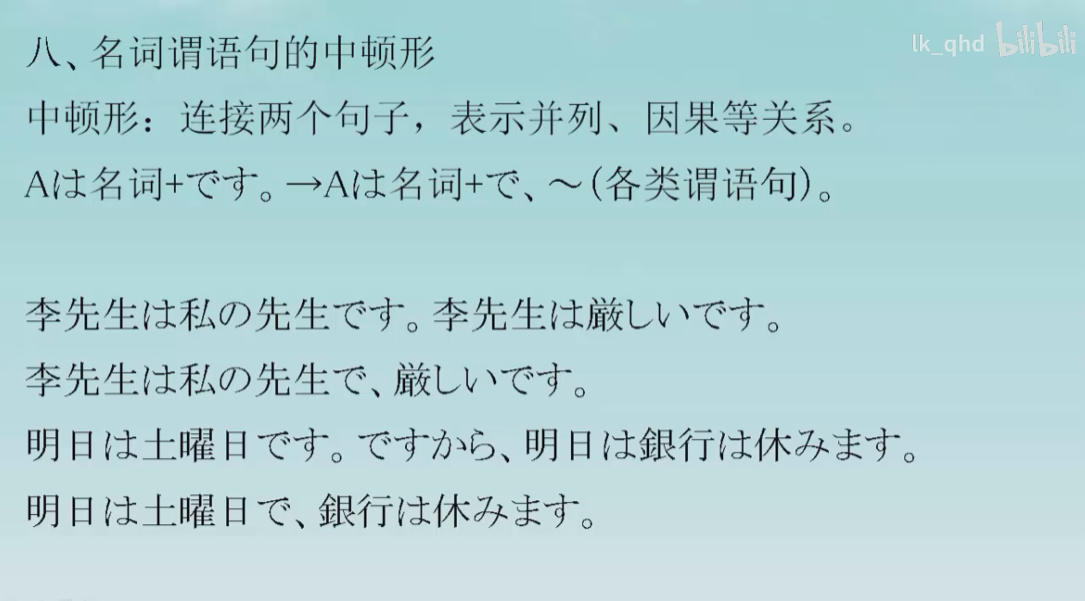 lk_qhd bilibili
八、名词谓语句的中顿形
中顿形：连接两个句子，表示并列、因果等关系。
Aは名词+です。→Aは名词+で、～（各类谓语句）。
李先生は私の先生です。李先生は厳しいです。
李先生は私の先生で、厳しいです。
明日は土曜日です。ですから、明日は銀行は休みます。
明日は土曜日で、銀行は休みます。